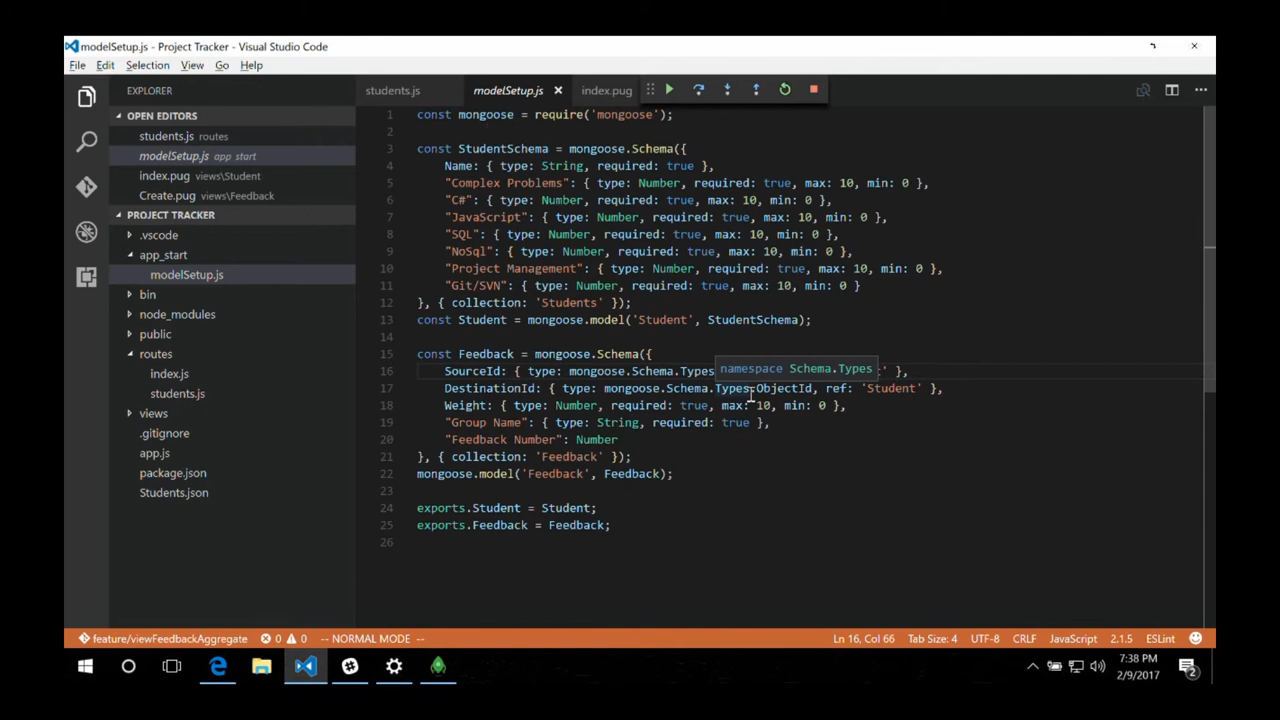 modelSetup.js - Project Tracker - Visual Studio Code
File Edit Selection View Go Help
EXPLORER
students.js modelSetup.js index.pug
OPEN EDITORS
students.js routes
modelSetup.js app start
index.pug views\Student
Create.pug views\Feedback
PROJECT TRACKER
.vscode
app_start
modelSetup.js
bin
node_modules
public
routes
index.js
students.js
views
.gitignore
app.js
package.json
Students.json
1 const mongoose = require('mongoose');
2
3 const StudentSchema = mongoose.Schema({
4 Name: { type: String, required: true },
5 "Complex Problems": { type: Number, required: true, max: 10, min: 0 },
6 "C#": { type: Number, required: true, max: 10, min: 0 },
7 "JavaScript": { type: Number, required: true, max: 10, min: 0 },
8 "SQL": { type: Number, required: true, max: 10, min: 0 },
9 "NoSql": { type: Number, required: true, max: 10, min: 0 },
10 "Project Management": { type: Number, required: true, max: 10, min: 0 },
11 "Git/SVN": { type: Number, required: true, max: 10, min: 0 }
12 }, { collection: 'Students' });
13 const Student = mongoose.model('Student', StudentSchema);
14
15 const Feedback = mongoose.Schema({
16 SourceId: { type: mongoose.Schema.Types ' },
namespace Schema.Types
17 DestinationId: { type: mongoose.Schema.Types.ObjectId, ref: 'Student' },
18 Weight: { type: Number, required: true, max: 10, min: 0 },
19 "Group Name": { type: String, required: true },
20 "Feedback Number": Number
21 }, { collection: 'Feedback' });
22 mongoose.model('Feedback', Feedback);
23
24 exports.Student = Student;
25 exports.Feedback = Feedback;
26
feature/viewFeedbackAggregate 0 0 -- NORMAL MODE -- Ln 16, Col 66 Tab Size: 4 UTF-8 CRLF JavaScript 2.1.5 ESLint
7:38 PM
2/9/2017
2